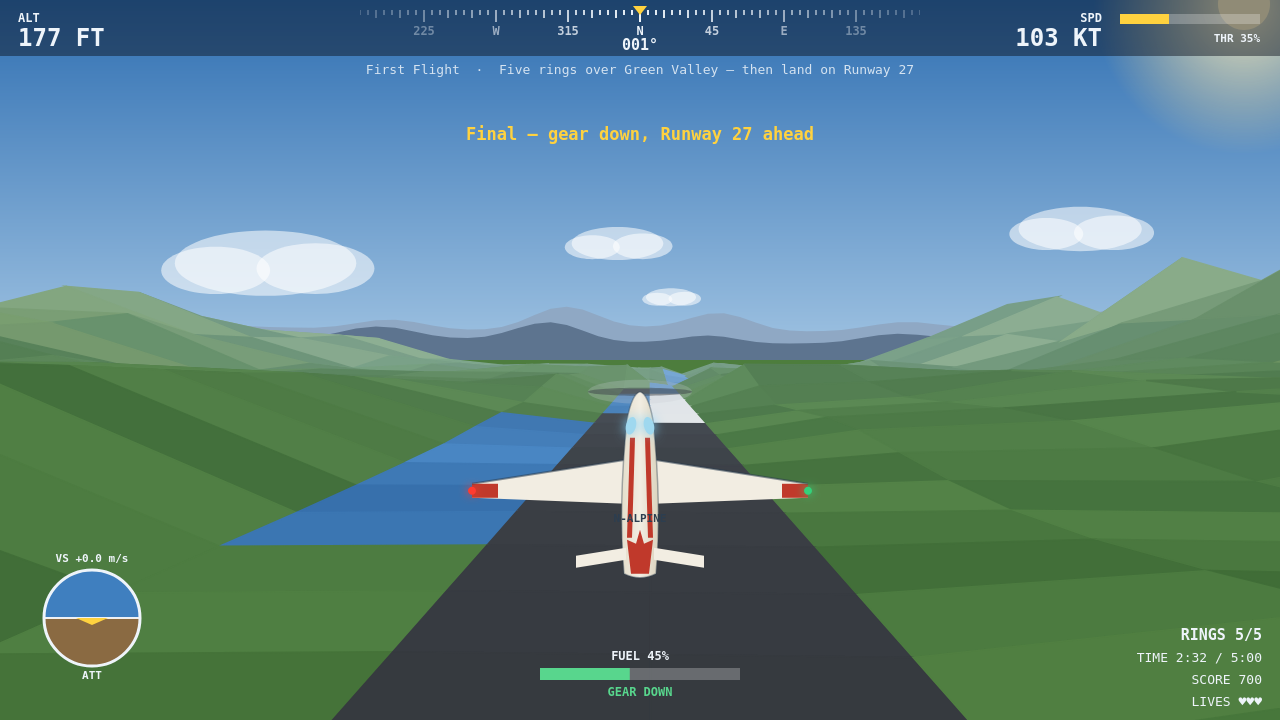 ALT
177 FT
225 W 315 N 45 E 135
001°
SPD
103 KT
THR 35%
First Flight · Five rings over Green Valley — then land on Runway 27
Final — gear down, Runway 27 ahead
-ALPIN
VS +0.0 m/s
ATT
FUEL 45%
GEAR DOWN
RINGS 5/5
TIME 2:32 / 5:00
SCORE 700
LIVES ♥♥♥